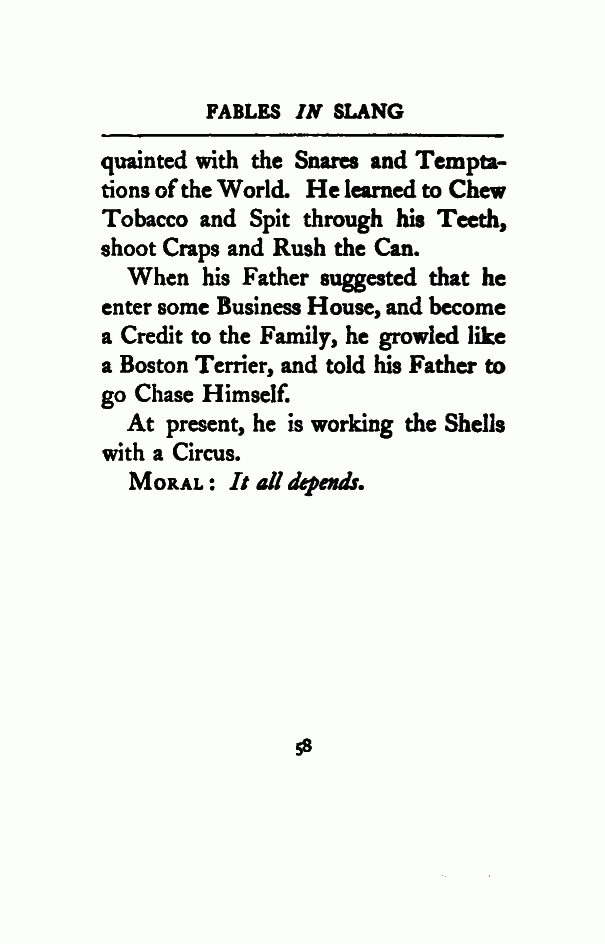 FABLES IN SLANG
quainted with the Snares and Tempta-
tions of the World. He learned to Chew
Tobacco and Spit through his Teeth,
shoot Craps and Rush the Can.
When his Father suggested that he
enter some Business House, and become
a Credit to the Family, he growled like
a Boston Terrier, and told his Father to
go Chase Himself.
At present, he is working the Shells
with a Circus.
MORAL: It all depends.
58